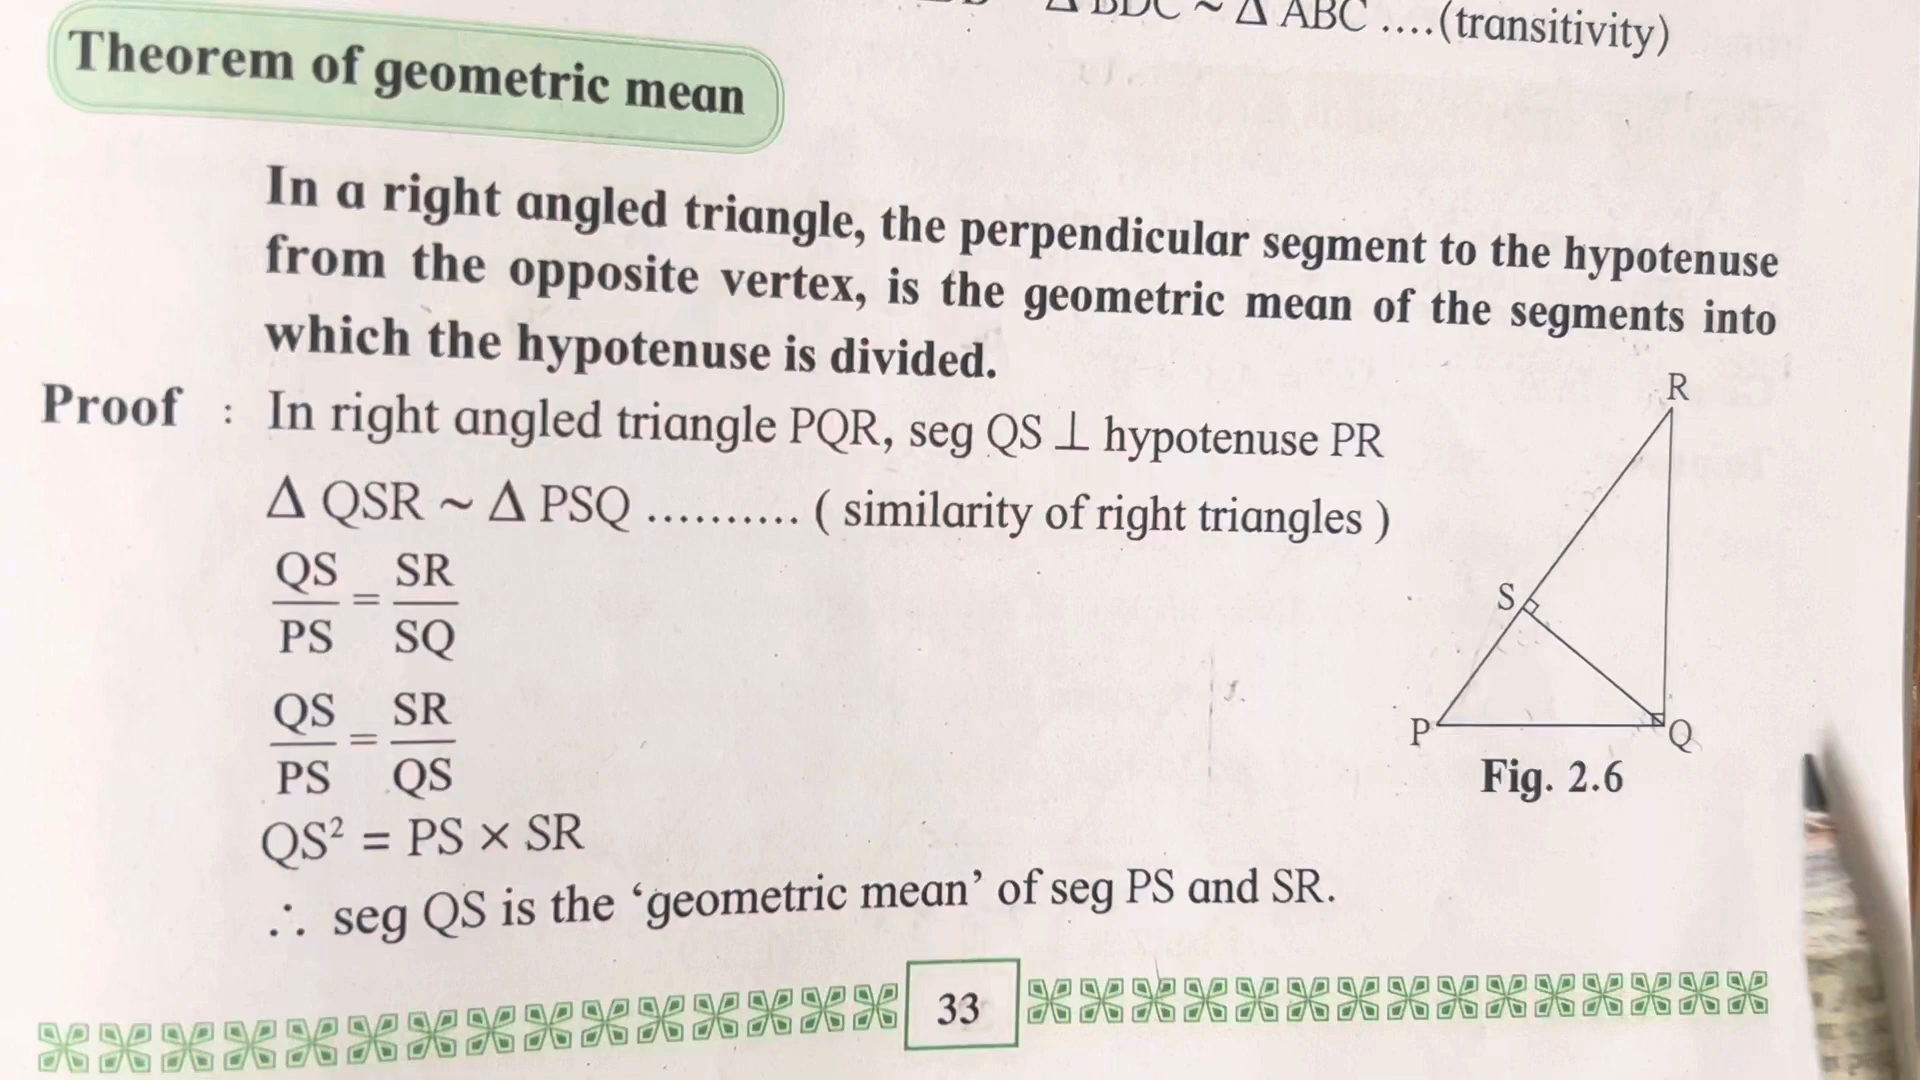 Δ BDC ~ Δ ABC ....(transitivity)
Theorem of geometric mean
In a right angled triangle, the perpendicular segment to the hypotenuse
from the opposite vertex, is the geometric mean of the segments into
which the hypotenuse is divided.
Proof : In right angled triangle PQR, seg QS ⊥ hypotenuse PR
Δ QSR ~ Δ PSQ .......... ( similarity of right triangles )
QS/PS = SR/SQ
QS/PS = SR/QS
QS² = PS × SR
∴ seg QS is the ‘geometric mean’ of seg PS and SR.
R
S
P
Q
Fig. 2.6
33